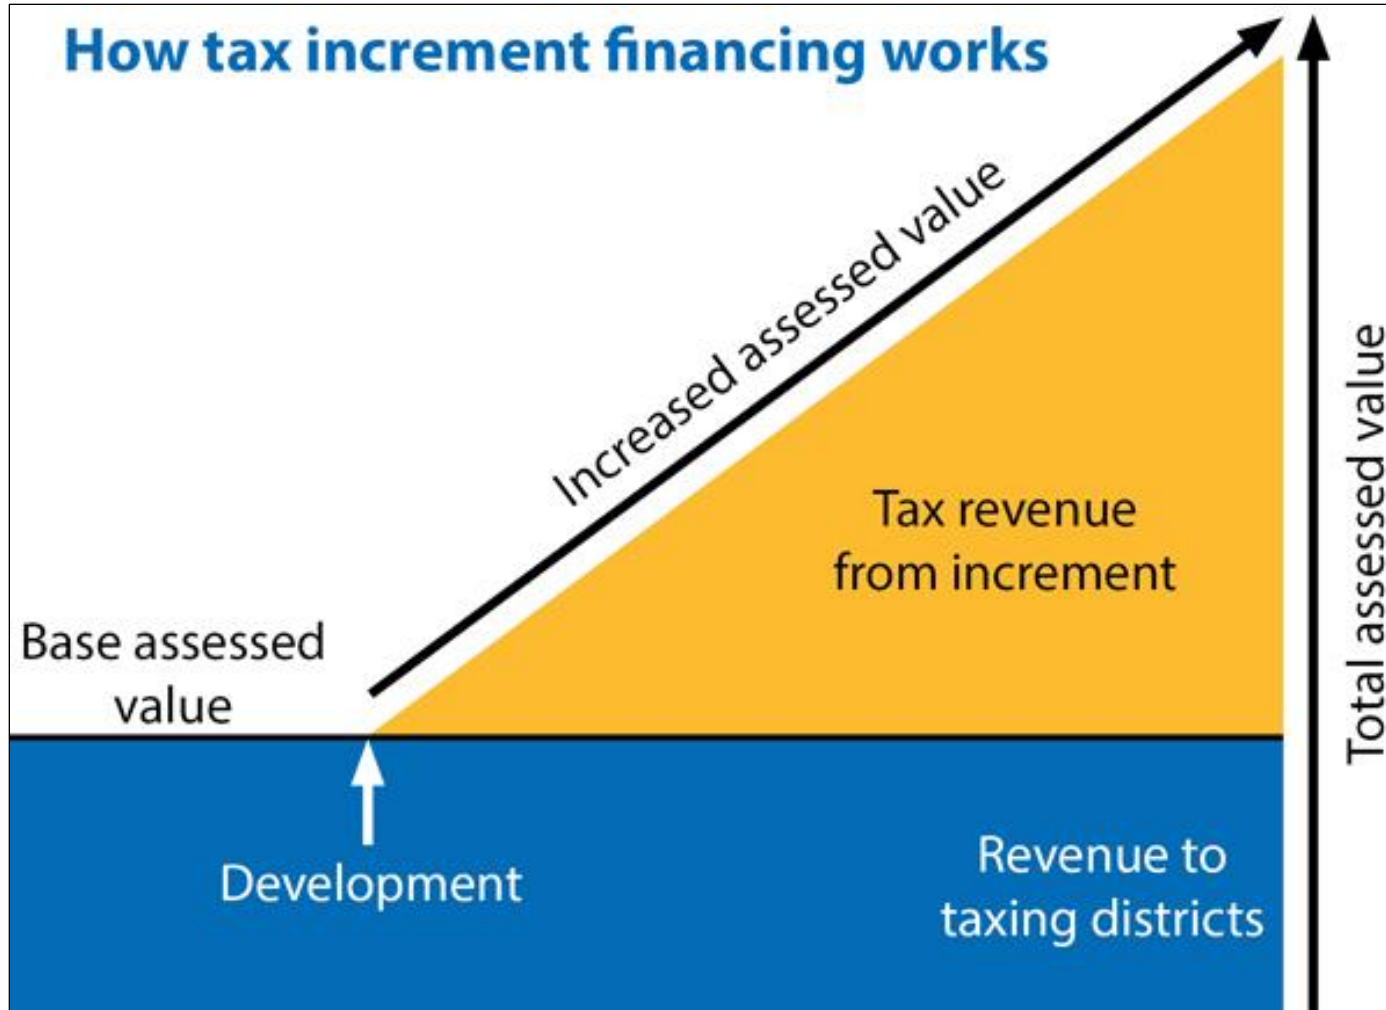 How tax increment financing works
Increased assessed value
Tax revenue
from increment
Total assessed value
Base assessed
value
Development
Revenue to
taxing districts